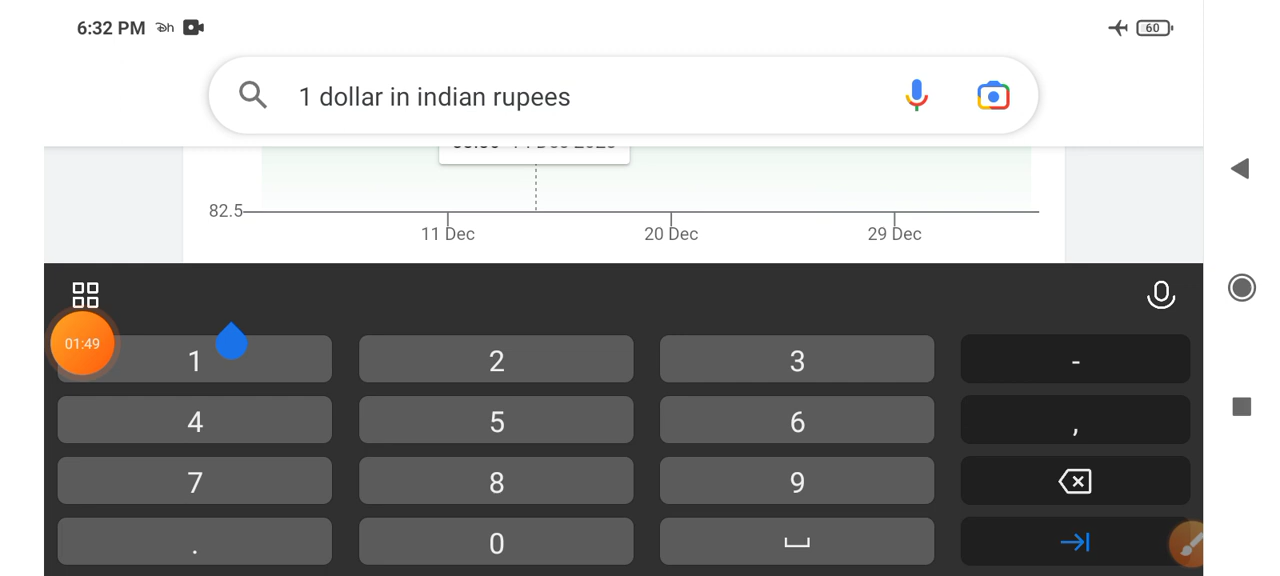 6:32 PM
60
1 dollar in indian rupees
82.5
11 Dec
20 Dec
29 Dec
01:49
1 2 3 -
4 5 6 ,
7 8 9
. 0